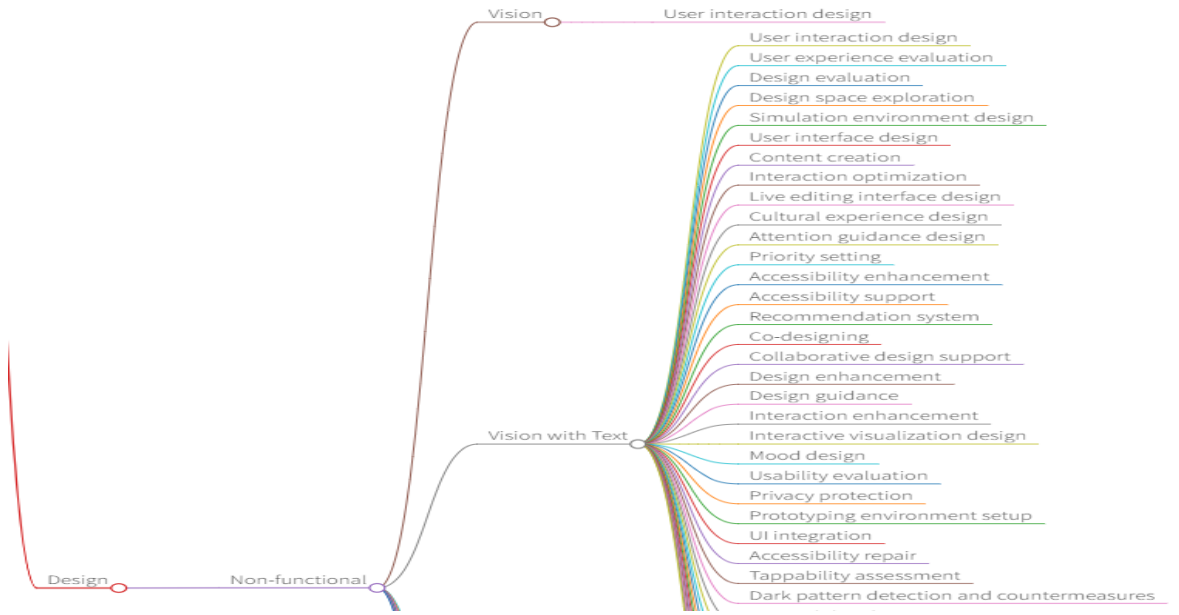 Vision
User interaction design
User interaction design
User experience evaluation
Design evaluation
Design space exploration
Simulation environment design
User interface design
Content creation
Interaction optimization
Live editing interface design
Cultural experience design
Attention guidance design
Priority setting
Accessibility enhancement
Accessibility support
Recommendation system
Co-designing
Collaborative design support
Design enhancement
Design guidance
Interaction enhancement
Vision with Text
Interactive visualization design
Mood design
Usability evaluation
Privacy protection
Prototyping environment setup
UI integration
Accessibility repair
Design
Non-functional
Tappability assessment
Dark pattern detection and countermeasures